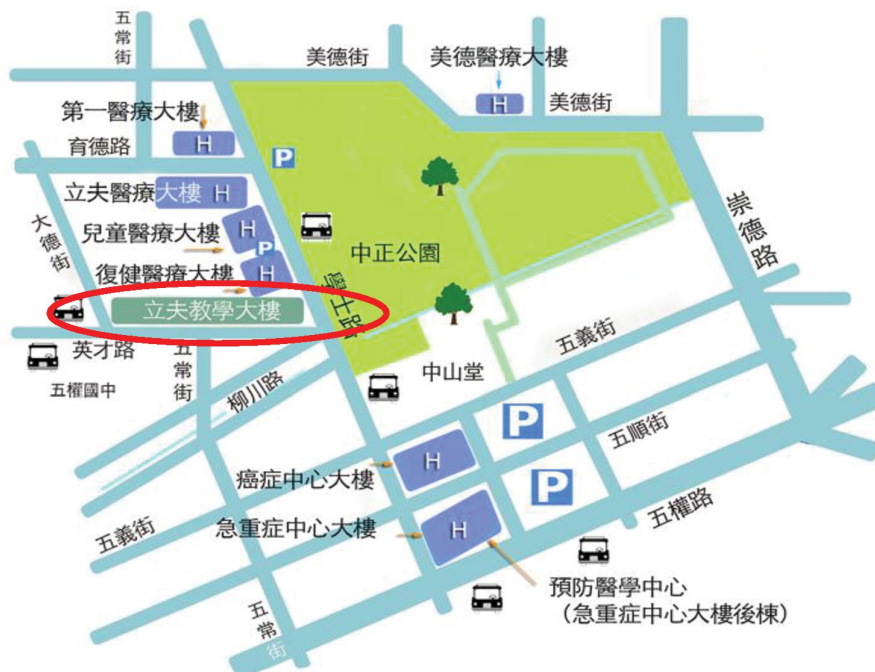 五常街
美德街
美德醫療大樓
H
美德街
第一醫療大樓
H
育德路
P
立夫醫療大樓 H
大德街
兒童醫療大樓
H
P
復健醫療大樓
H
中正公園
崇德路
學士路
立夫教學大樓
英才路
五權國中
五常街
柳川路
中山堂
五義街
P
五順街
癌症中心大樓
H
P
五權路
五義街
急重症中心大樓
H
預防醫學中心
（急重症中心大樓後棟）
五常街